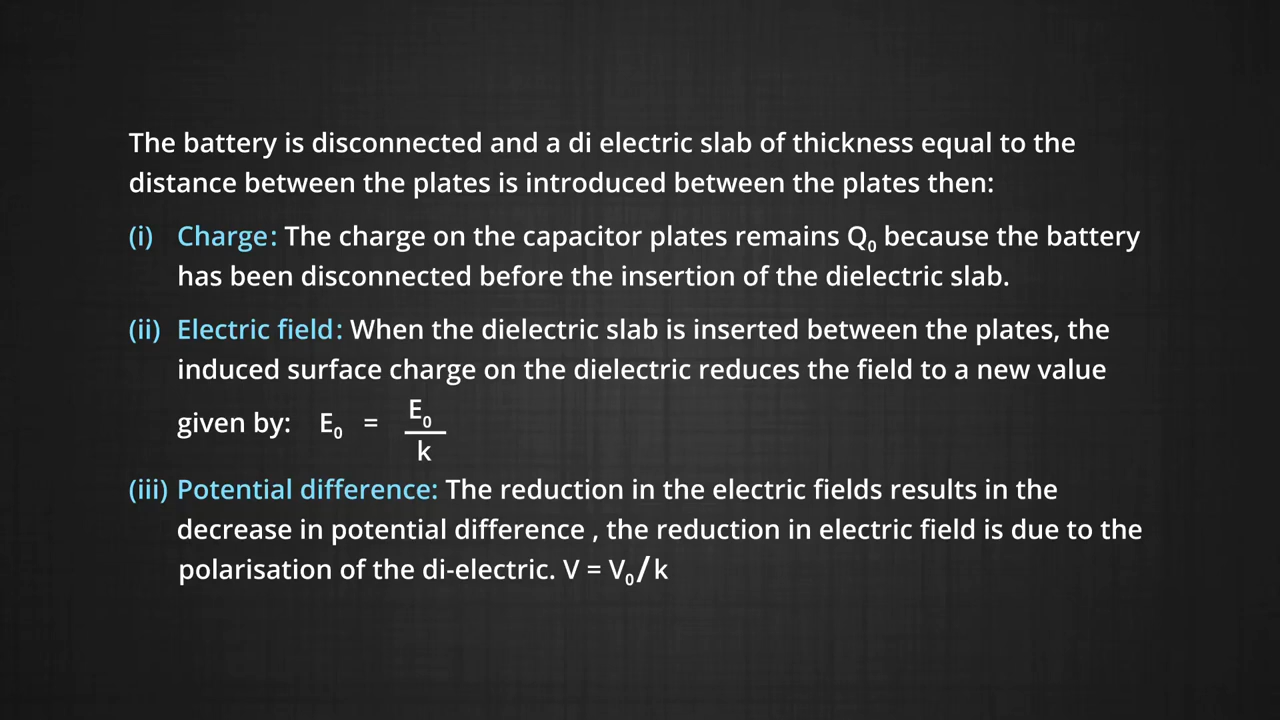 The battery is disconnected and a di electric slab of thickness equal to the
distance between the plates is introduced between the plates then:
(i) Charge: The charge on the capacitor plates remains Q₀ because the battery
has been disconnected before the insertion of the dielectric slab.
(ii) Electric field: When the dielectric slab is inserted between the plates, the
induced surface charge on the dielectric reduces the field to a new value
given by: E₀ = E₀/k
(iii) Potential difference: The reduction in the electric fields results in the
decrease in potential difference , the reduction in electric field is due to the
polarisation of the di-electric. V = V₀/k